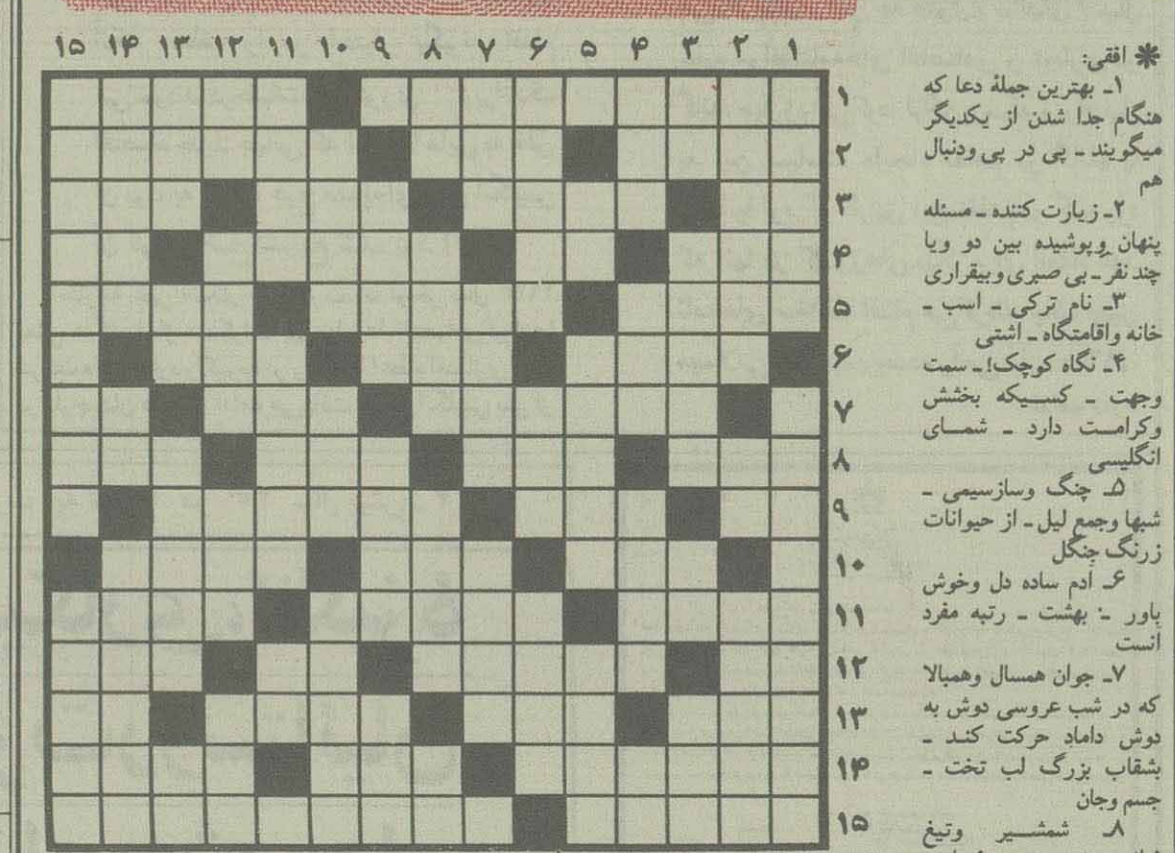 ۱۵ ۱۴ ۱۳ ۱۲ ۱۱ ۱۰ ۹ ۸ ۷ ۶ ۵ ۴ ۳ ۲ ۱
۱
۲
۳
۴
۵
۶
۷
۸
۹
۱۰
۱۱
۱۲
۱۳
۱۴
۱۵
* افقی:
۱ـ بهترین جملهٔ دعا که
هنگام جدا شدن از یکدیگر
میگویند ـ پی در پی ودنبال
هم
۲ـ زیارت کننده ـ مسئله
پنهان وپوشیده بین دو ویا
چند نفر ـ بی صبری وبیقراری
۳ـ نام ترکی ـ اسب ـ
خانه واقامتگاه ـ اشتی
۴ـ نگاه کوچک! ـ سمت
وجهت ـ کسیکه بخشش
وکرامت دارد ـ شمای
انگلیسی
۵ـ چنگ وسازسیمی ـ
شبها وجمع لیل ـ از حیوانات
زرنگ جنگل
۶ـ ادم ساده دل وخوش
باور ـ بهشت ـ رتبه مفرد
انست
۷ـ جوان همسال وهمبالا
که در شب عروسی دوش به
دوش داماد حرکت کند ـ
بشقاب بزرگ لب تخت ـ
جسم وجان
۸ـ شمشیر وتیغ